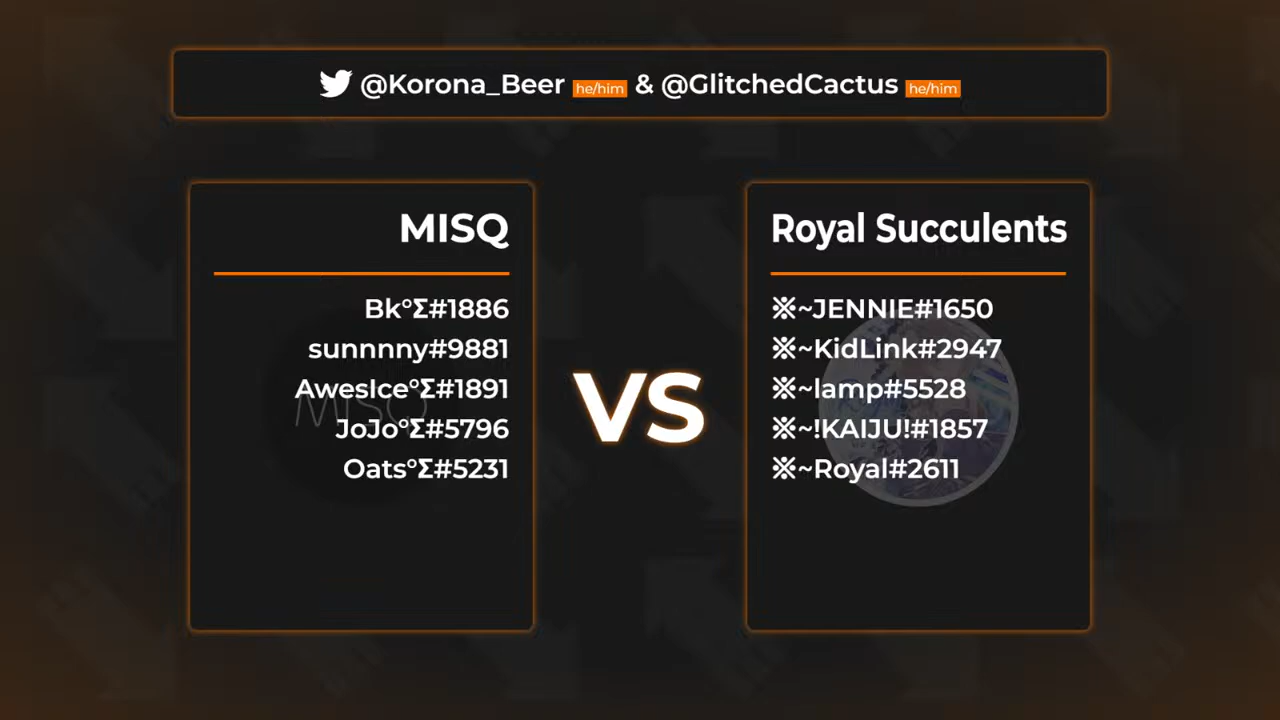 @Korona_Beer he/him & @GlitchedCactus he/him
MISQ
Bk°Σ#1886
sunnnny#9881
AwesIce°Σ#1891
JoJo°Σ#5796
Oats°Σ#5231
MISQ
VS
Royal Succulents
※~JENNIE#1650
※~KidLink#2947
※~lamp#5528
※~!KAIJU!#1857
※~Royal#2611